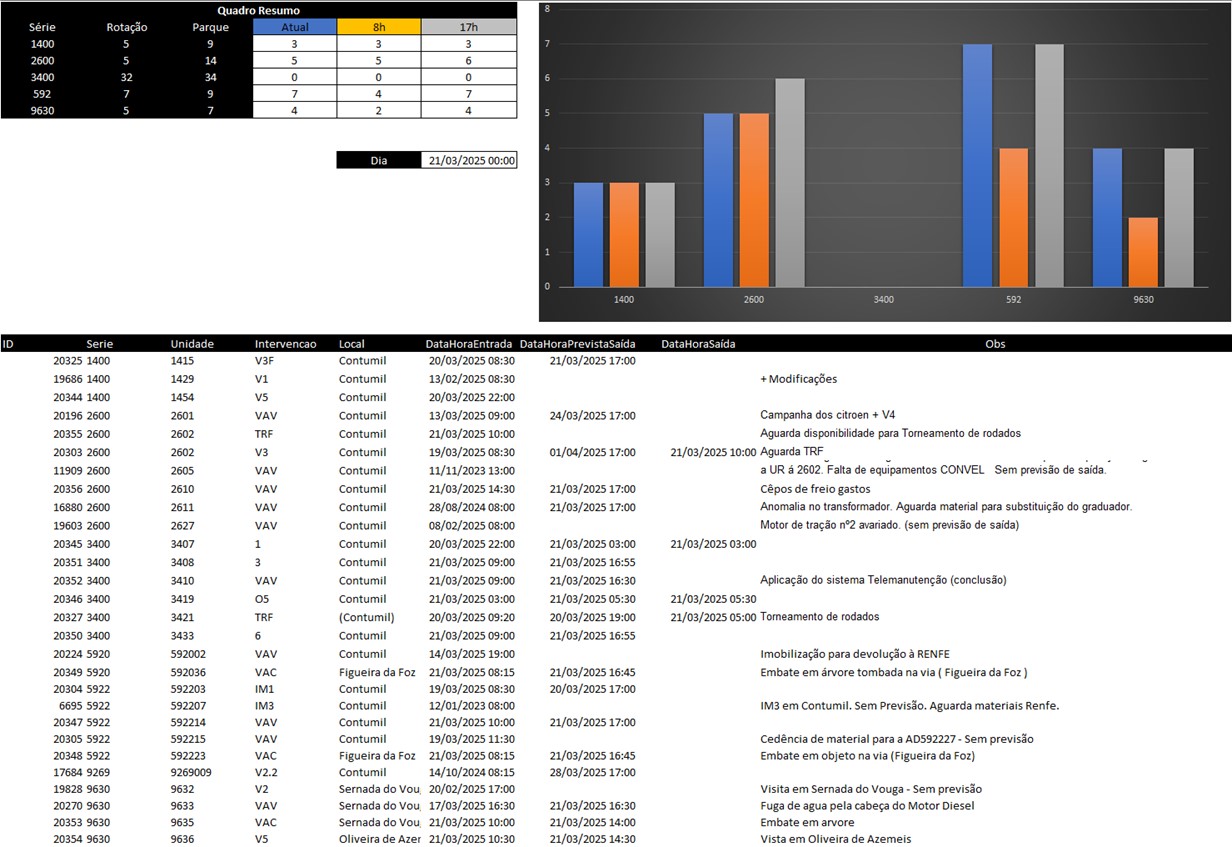 Quadro Resumo
Série Rotação Parque Atual 8h 17h
1400 5 9 3 3 3
2600 5 14 5 5 6
3400 32 34 0 0 0
592 7 9 7 4 7
9630 5 7 4 2 4
Dia 21/03/2025 00:00
8
7
6
5
4
3
2
1
0
1400 2600 3400 592 9630
ID Serie Unidade Intervencao Local DataHoraEntrada DataHoraPrevistaSaída DataHoraSaída Obs
20325 1400 1415 V3F Contumil 20/03/2025 08:30 21/03/2025 17:00
19686 1400 1429 V1 Contumil 13/02/2025 08:30 + Modificações
20344 1400 1454 V5 Contumil 20/03/2025 22:00
20196 2600 2601 VAV Contumil 13/03/2025 09:00 24/03/2025 17:00 Campanha dos citroen + V4
20355 2600 2602 TRF Contumil 21/03/2025 10:00 Aguarda disponibilidade para Torneamento de rodados
20303 2600 2602 V3 Contumil 19/03/2025 08:30 01/04/2025 17:00 21/03/2025 10:00 Aguarda TRF
11909 2600 2605 VAV Contumil 11/11/2023 13:00 a UR á 2602. Falta de equipamentos CONVEL Sem previsão de saída.
20356 2600 2610 VAV Contumil 21/03/2025 14:30 21/03/2025 17:00 Cêpos de freio gastos
16880 2600 2611 VAV Contumil 28/08/2024 08:00 21/03/2025 17:00 Anomalia no transformador. Aguarda material para substituição do graduador.
19603 2600 2627 VAV Contumil 08/02/2025 08:00 Motor de tração nº2 avariado. (sem previsão de saída)
20345 3400 3407 1 Contumil 20/03/2025 22:00 21/03/2025 03:00 21/03/2025 03:00
20351 3400 3408 3 Contumil 21/03/2025 09:00 21/03/2025 16:55
20352 3400 3410 VAV Contumil 21/03/2025 09:00 21/03/2025 16:30 Aplicação do sistema Telemanutenção (conclusão)
20346 3400 3419 O5 Contumil 21/03/2025 03:00 21/03/2025 05:30 21/03/2025 05:30
20327 3400 3421 TRF (Contumil) 20/03/2025 09:20 20/03/2025 19:00 21/03/2025 05:00 Torneamento de rodados
20350 3400 3433 6 Contumil 21/03/2025 09:00 21/03/2025 16:55
20224 5920 592002 VAV Contumil 14/03/2025 19:00 Imobilização para devolução à RENFE
20349 5920 592036 VAC Figueira da Foz 21/03/2025 08:15 21/03/2025 16:45 Embate em árvore tombada na via ( Figueira da Foz )
20304 5922 592203 IM1 Contumil 19/03/2025 08:30 20/03/2025 17:00
6695 5922 592207 IM3 Contumil 12/01/2023 08:00 IM3 em Contumil. Sem Previsão. Aguarda materiais Renfe.
20347 5922 592214 VAV Contumil 21/03/2025 10:00 21/03/2025 17:00
20305 5922 592215 VAV Contumil 19/03/2025 11:30 Cedência de material para a AD592227 - Sem previsão
20348 5922 592223 VAC Figueira da Foz 21/03/2025 08:15 21/03/2025 16:45 Embate em objeto na via (Figueira da Foz)
17684 9269 9269009 V2.2 Contumil 14/10/2024 08:15 28/03/2025 17:00
19828 9630 9632 V2 Sernada do Vou 20/02/2025 17:00 Visita em Sernada do Vouga - Sem previsão
20270 9630 9633 VAV Sernada do Vou 17/03/2025 16:30 21/03/2025 16:30 Fuga de agua pela cabeça do Motor Diesel
20353 9630 9635 VAC Sernada do Vou 21/03/2025 10:00 21/03/2025 14:00 Embate em arvore
20354 9630 9636 V5 Oliveira de Azer 21/03/2025 10:30 21/03/2025 14:30 Vista em Oliveira de Azemeis